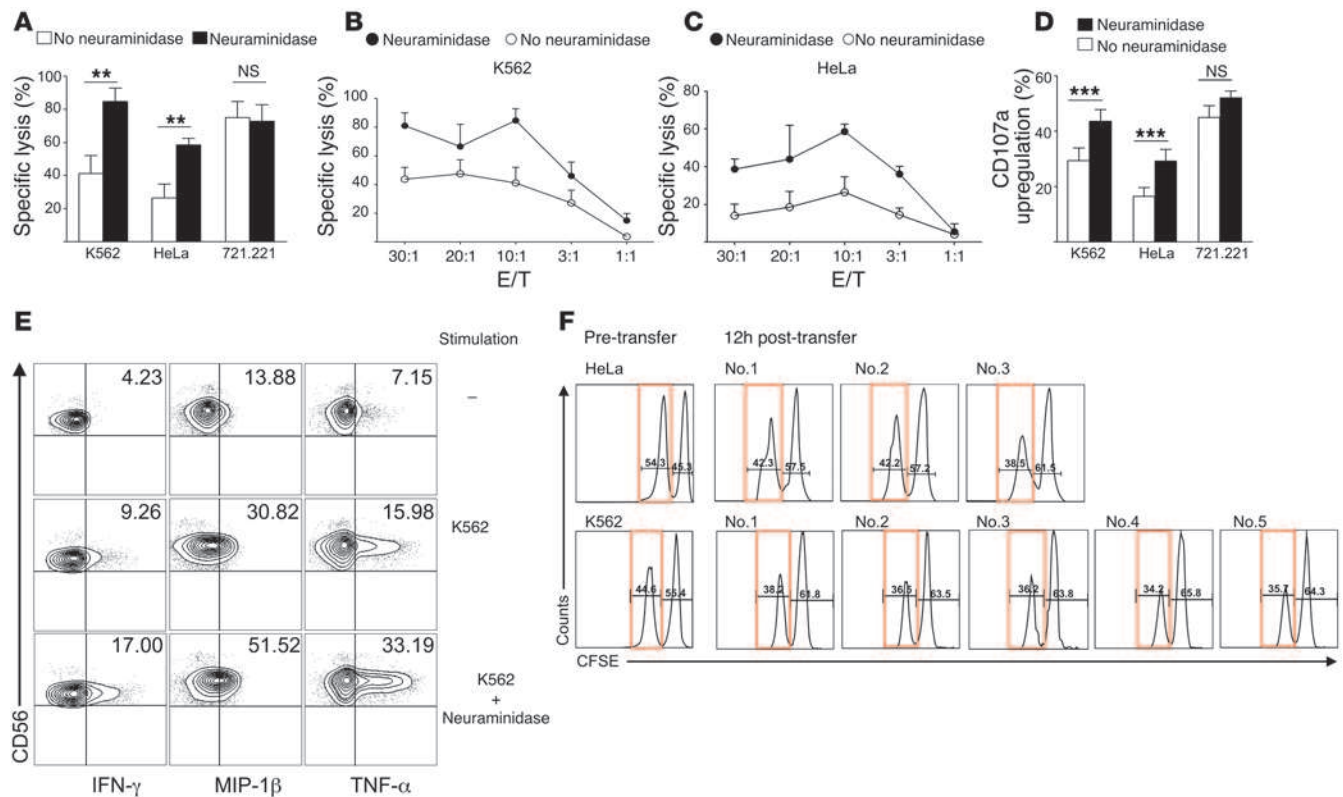 A
No neuraminidase Neuraminidase
Specific lysis (%)
80
60
40
20
** ** NS
K562 HeLa 721.221
B
Neuraminidase No neuraminidase
K562
Specific lysis (%)
100
80
60
40
20
0
30:1 20:1 10:1 3:1 1:1
E/T
C
Neuraminidase No neuraminidase
HeLa
Specific lysis (%)
80
60
40
20
0
30:1 20:1 10:1 3:1 1:1
E/T
D
Neuraminidase
No neuraminidase
CD107a
upregulation (%)
60
40
20
*** *** NS
K562 HeLa 721.221
E
Stimulation
4.23 13.88 7.15
–
9.26 30.82 15.98
K562
17.00 51.52 33.19
K562
+
Neuraminidase
CD56
IFN-γ MIP-1β TNF-α
F
Pre-transfer 12h post-transfer
HeLa No.1 No.2 No.3
54.3 45.3 42.3 57.5 42.2 57.2 38.5 61.5
K562 No.1 No.2 No.3 No.4 No.5
44.6 55.4 38.2 61.8 36.5 63.5 36.2 63.8 34.2 65.8 35.7 64.3
Counts
CFSE